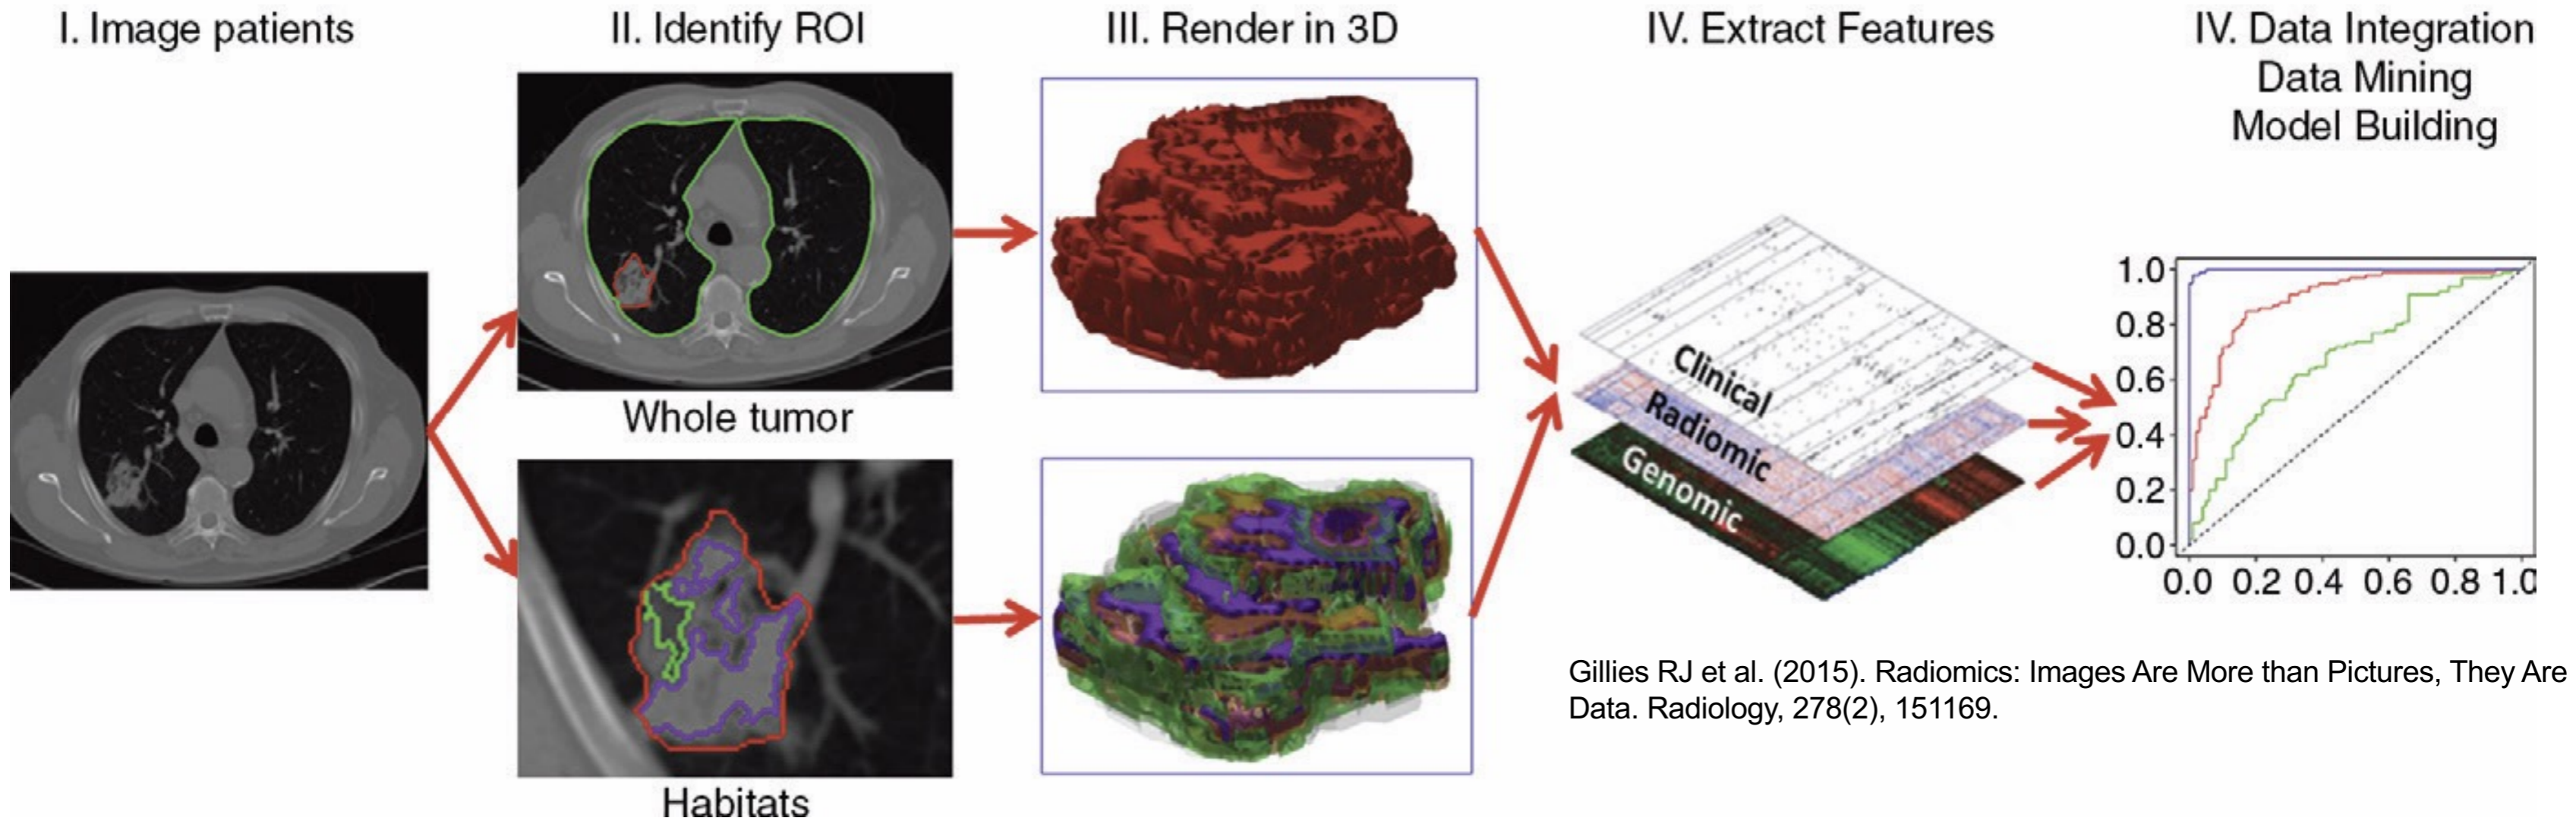 I. Image patients
II. Identify ROI
III. Render in 3D
IV. Extract Features
IV. Data Integration
Data Mining
Model Building
Whole tumor
Habitats
Clinical
Radiomic
Genomic
1.0
0.8
0.6
0.4
0.2
0.0
0.0 0.2 0.4 0.6 0.8 1.0
Gillies RJ et al. (2015). Radiomics: Images Are More than Pictures, They Are
Data. Radiology, 278(2), 151169.